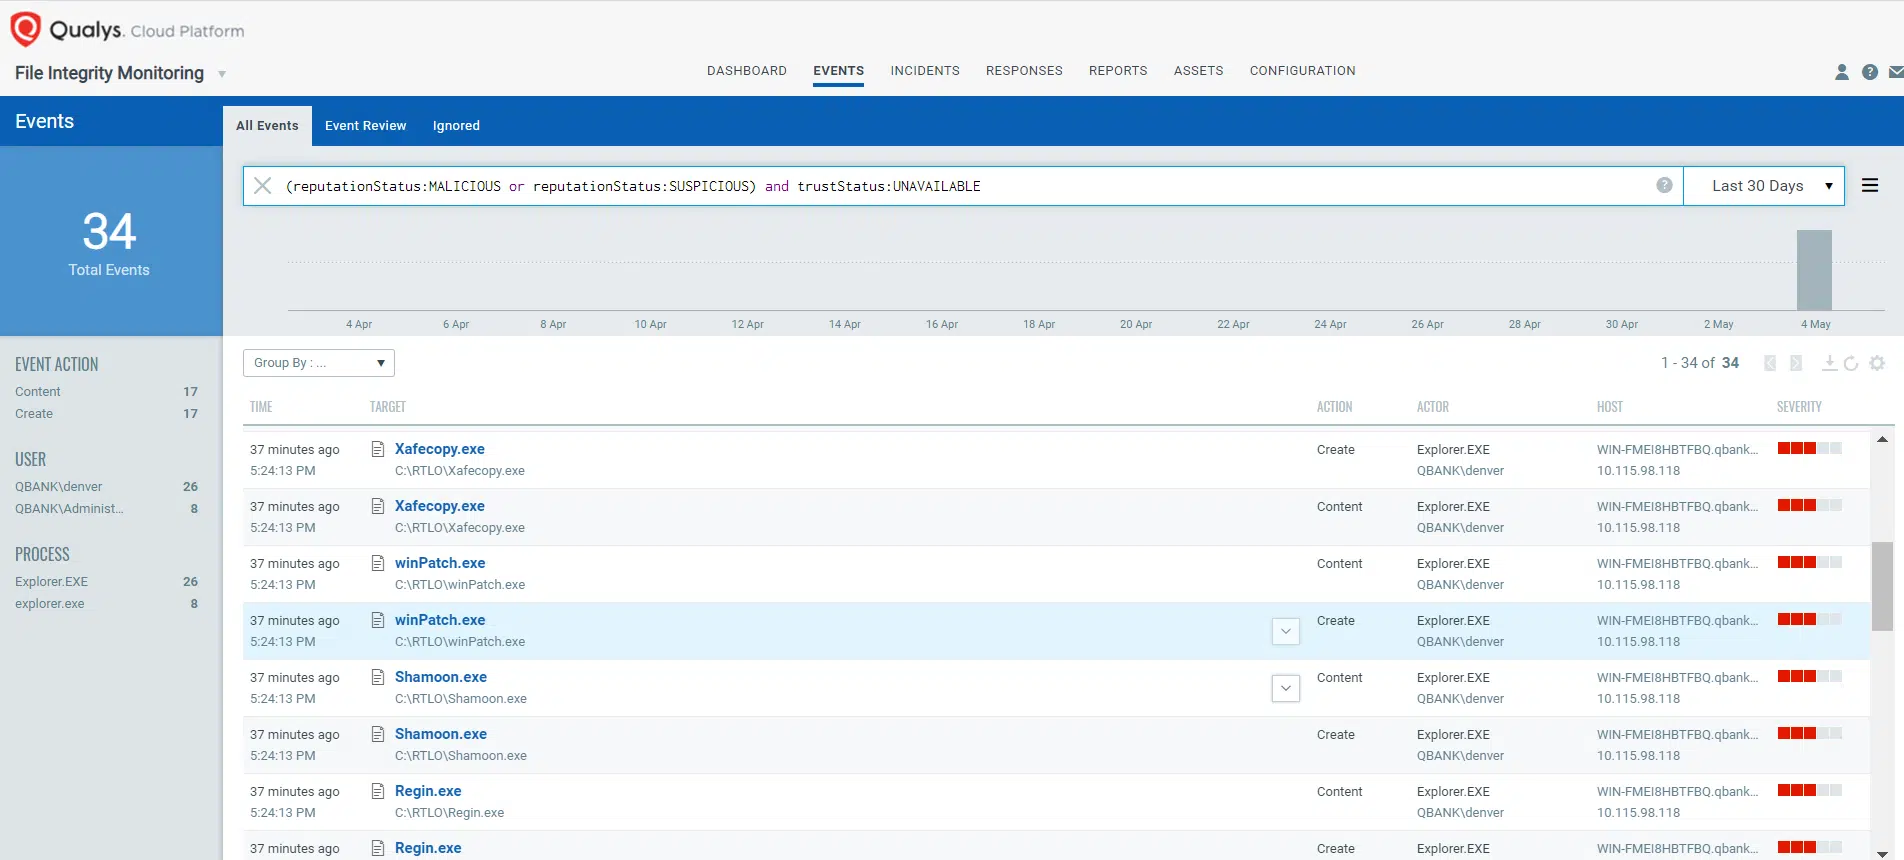 Qualys. Cloud Platform
File Integrity Monitoring
DASHBOARD EVENTS INCIDENTS RESPONSES REPORTS ASSETS CONFIGURATION
Events
All Events Event Review Ignored
(reputationStatus:MALICIOUS or reputationStatus:SUSPICIOUS) and trustStatus:UNAVAILABLE
Last 30 Days
34
Total Events
4 Apr 6 Apr 8 Apr 10 Apr 12 Apr 14 Apr 16 Apr 18 Apr 20 Apr 22 Apr 24 Apr 26 Apr 28 Apr 30 Apr 2 May 4 May
EVENT ACTION
Content 17
Create 17
USER
QBANK\denver 26
QBANK\Administ... 8
PROCESS
Explorer.EXE 26
explorer.exe 8
Group By : ...
1 - 34 of 34
TIME TARGET ACTION ACTOR HOST SEVERITY
37 minutes ago Xafecopy.exe Create Explorer.EXE WIN-FMEI8HBTFBQ.qbank...
5:24:13 PM C:\RTLO\Xafecopy.exe QBANK\denver 10.115.98.118
37 minutes ago Xafecopy.exe Content Explorer.EXE WIN-FMEI8HBTFBQ.qbank...
5:24:13 PM C:\RTLO\Xafecopy.exe QBANK\denver 10.115.98.118
37 minutes ago winPatch.exe Content Explorer.EXE WIN-FMEI8HBTFBQ.qbank...
5:24:13 PM C:\RTLO\winPatch.exe QBANK\denver 10.115.98.118
37 minutes ago winPatch.exe Create Explorer.EXE WIN-FMEI8HBTFBQ.qbank...
5:24:13 PM C:\RTLO\winPatch.exe QBANK\denver 10.115.98.118
37 minutes ago Shamoon.exe Content Explorer.EXE WIN-FMEI8HBTFBQ.qbank...
5:24:13 PM C:\RTLO\Shamoon.exe QBANK\denver 10.115.98.118
37 minutes ago Shamoon.exe Create Explorer.EXE WIN-FMEI8HBTFBQ.qbank...
5:24:13 PM C:\RTLO\Shamoon.exe QBANK\denver 10.115.98.118
37 minutes ago Regin.exe Content Explorer.EXE WIN-FMEI8HBTFBQ.qbank...
5:24:13 PM C:\RTLO\Regin.exe QBANK\denver 10.115.98.118
37 minutes ago Regin.exe Create Explorer.EXE WIN-FMEI8HBTFBQ.qbank...